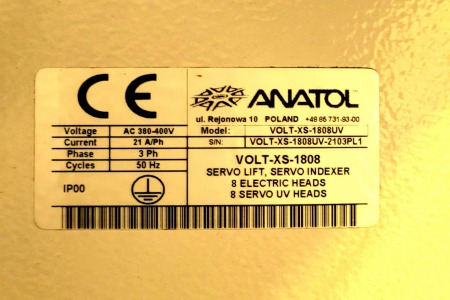 CE
ANATOL
ul. Rejonowa 10 POLAND +48 85 731-93-00
Voltage AC 380-400V Model: VOLT-XS-1808UV
Current 21 A/Ph S/N: VOLT-XS-1808UV-2103PL1
Phase 3 Ph
Cycles 50 Hz
VOLT-XS-1808
SERVO LIFT, SERVO INDEXER
IP00
8 ELECTRIC HEADS
8 SERVO UV HEADS